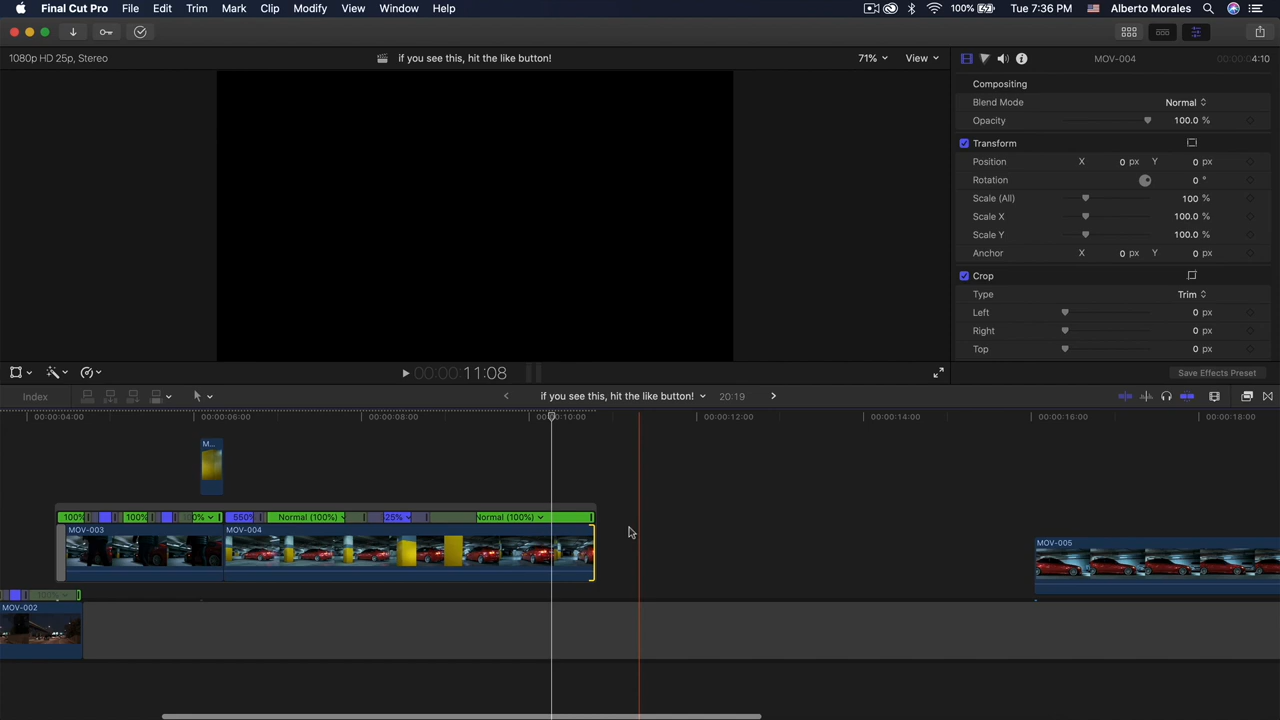 Final Cut Pro File Edit Trim Mark Clip Modify View Window Help 100% Tue 7:36 PM Alberto Morales
1080p HD 25p, Stereo if you see this, hit the like button! 71% View MOV-004 00:00:04:10
Compositing
Blend Mode Normal
Opacity 100.0 %
Transform
Position X 0 px Y 0 px
Rotation 0 °
Scale (All) 100 %
Scale X 100.0 %
Scale Y 100.0 %
Anchor X 0 px Y 0 px
Crop
Type Trim
Left 0 px
Right 0 px
Top 0 px
00:00:00:11:08 Save Effects Preset
Index if you see this, hit the like button! 20:19
00:00:04:00 00:00:06:00 00:00:08:00 00:00:10:00 00:00:12:00 00:00:14:00 00:00:16:00 00:00:18:00
M...
100% 100% 0% 550% Normal (100%) 25% Normal (100%)
MOV-003 MOV-004
MOV-005
100%
MOV-002